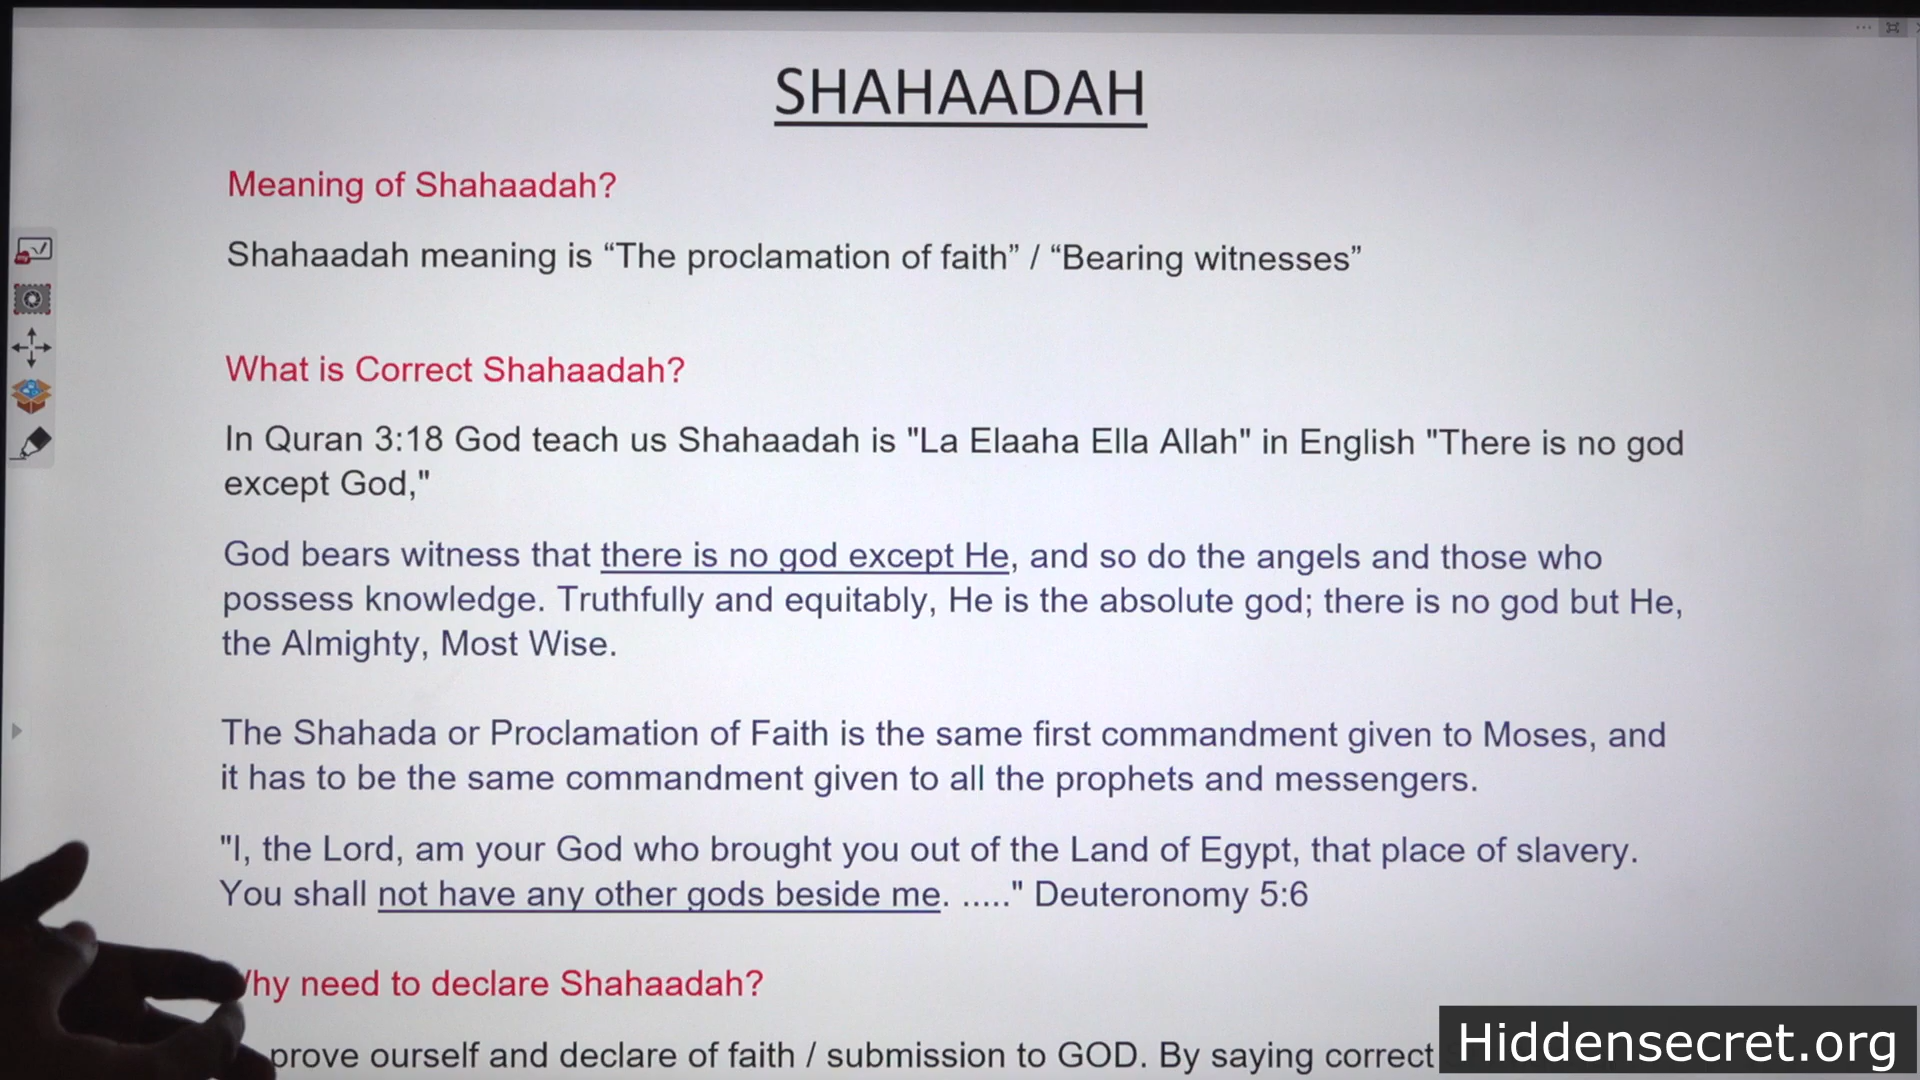 SHAHAADAH
Meaning of Shahaadah?
Shahaadah meaning is “The proclamation of faith” / “Bearing witnesses”
What is Correct Shahaadah?
In Quran 3:18 God teach us Shahaadah is "La Elaaha Ella Allah" in English "There is no god
except God,"
God bears witness that there is no god except He, and so do the angels and those who
possess knowledge. Truthfully and equitably, He is the absolute god; there is no god but He,
the Almighty, Most Wise.
The Shahada or Proclamation of Faith is the same first commandment given to Moses, and
it has to be the same commandment given to all the prophets and messengers.
"I, the Lord, am your God who brought you out of the Land of Egypt, that place of slavery.
You shall not have any other gods beside me. ....." Deuteronomy 5:6
Why need to declare Shahaadah?
prove ourself and declare of faith / submission to GOD. By saying correct
Hiddensecret.org